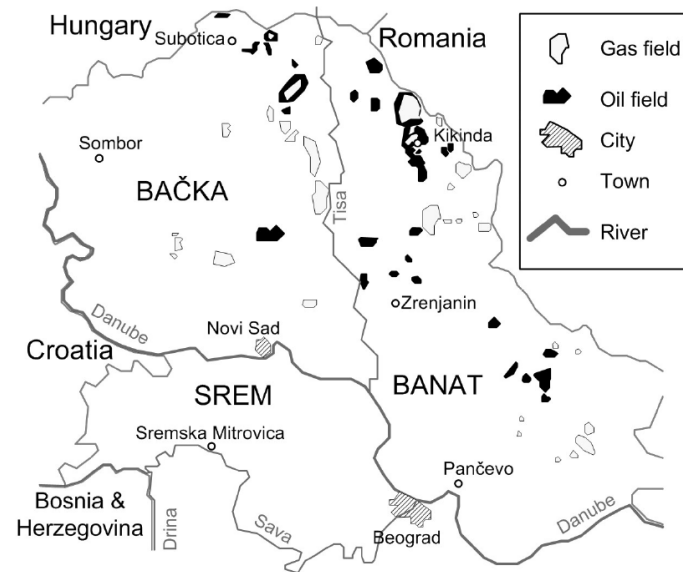 Hungary
Romania
Subotica
Gas field
Oil field
City
Town
River
Kikinda
Sombor
BAČKA
Tisa
Zrenjanin
Danube
Novi Sad
Croatia
BANAT
SREM
Sremska Mitrovica
Pančevo
Bosnia &
Herzegovina
Drina
Sava
Beograd
Danube